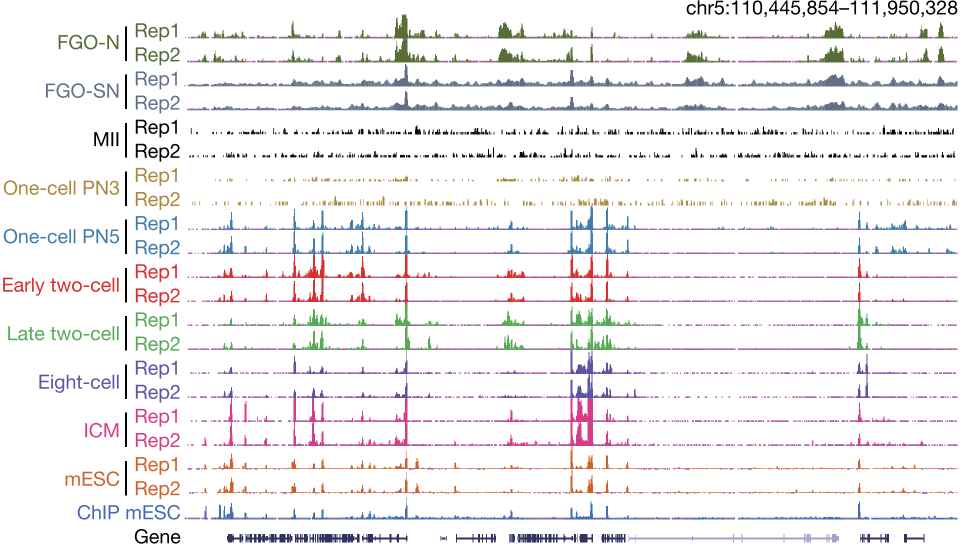 chr5:110,445,854–111,950,328
FGO-N
Rep1
Rep2
FGO-SN
Rep1
Rep2
MII
Rep1
Rep2
One-cell PN3
Rep1
Rep2
One-cell PN5
Rep1
Rep2
Early two-cell
Rep1
Rep2
Late two-cell
Rep1
Rep2
Eight-cell
Rep1
Rep2
ICM
Rep1
Rep2
mESC
Rep1
Rep2
ChIP mESC
Gene